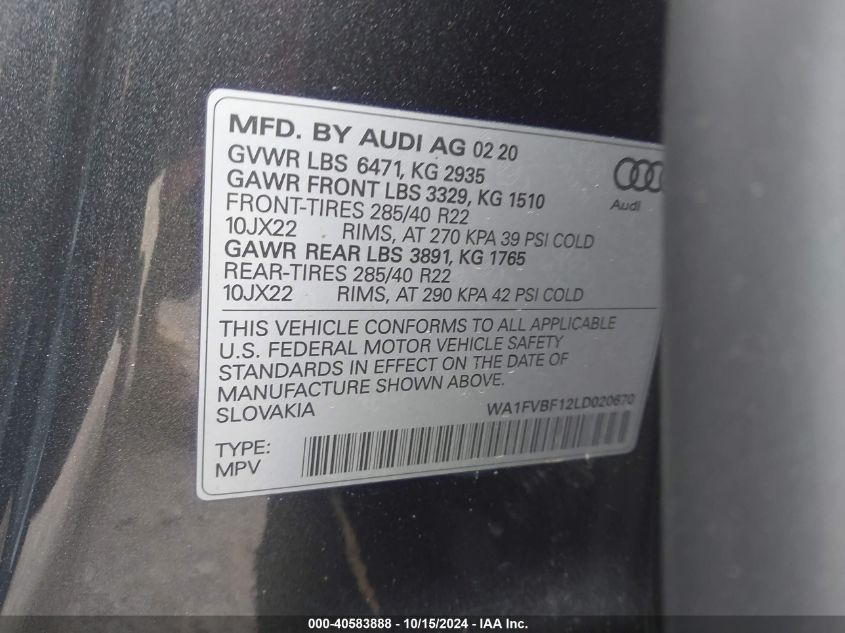 MFD. BY AUDI AG 02 20
GVWR LBS 6471, KG 2935
GAWR FRONT LBS 3329, KG 1510
FRONT-TIRES 285/40 R22
10JX22 RIMS, AT 270 KPA 39 PSI COLD
GAWR REAR LBS 3891, KG 1765
REAR-TIRES 285/40 R22
10JX22 RIMS, AT 290 KPA 42 PSI COLD
Audi
THIS VEHICLE CONFORMS TO ALL APPLICABLE
U.S. FEDERAL MOTOR VEHICLE SAFETY
STANDARDS IN EFFECT ON THE DATE OF
MANUFACTURE SHOWN ABOVE.
SLOVAKIA WA1FVBF12LD020670
TYPE:
MPV
000-40583888 - 10/15/2024 - IAA Inc.